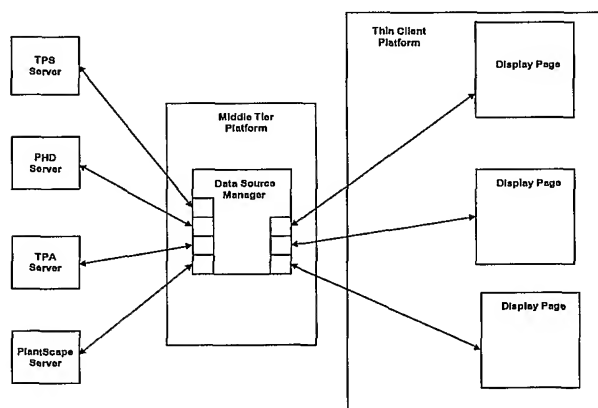 TPS
Server
PHD
Server
TPA
Server
PlantScape
Server
Middle Tier
Platform
Data Source
Manager
Thin Client
Platform
Display Page
Display Page
Display Page